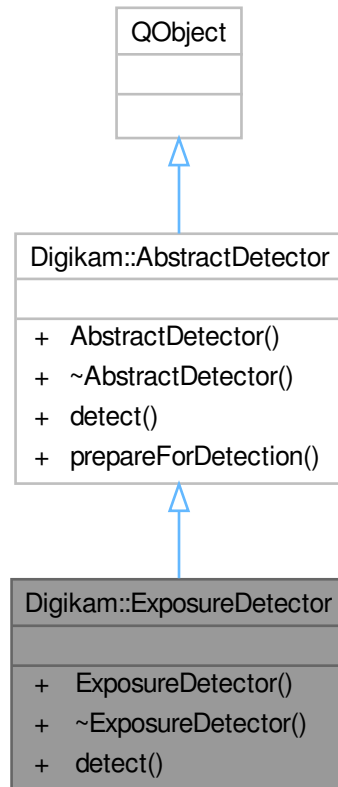 QObject
Digikam::AbstractDetector
+ AbstractDetector()
+ ~AbstractDetector()
+ detect()
+ prepareForDetection()
Digikam::ExposureDetector
+ ExposureDetector()
+ ~ExposureDetector()
+ detect()